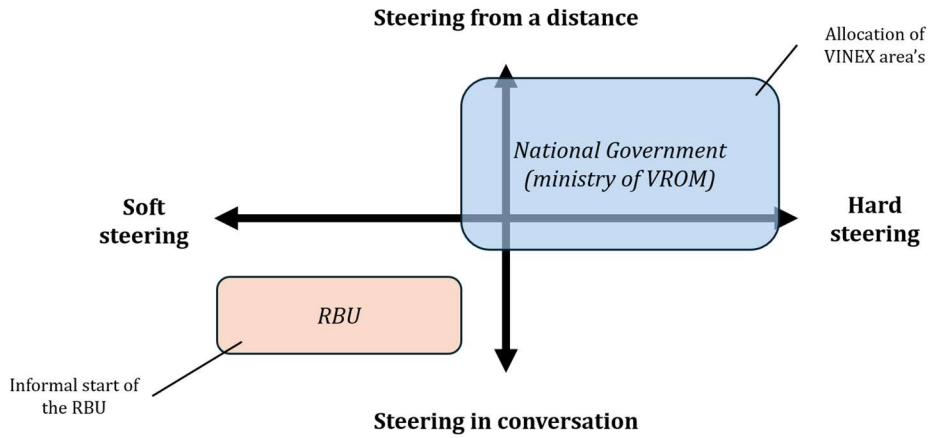 Steering from a distance
Allocation of
VINEX area's
National Government
(ministry of VROM)
Soft
steering
Hard
steering
RBU
Informal start of
the RBU
Steering in conversation